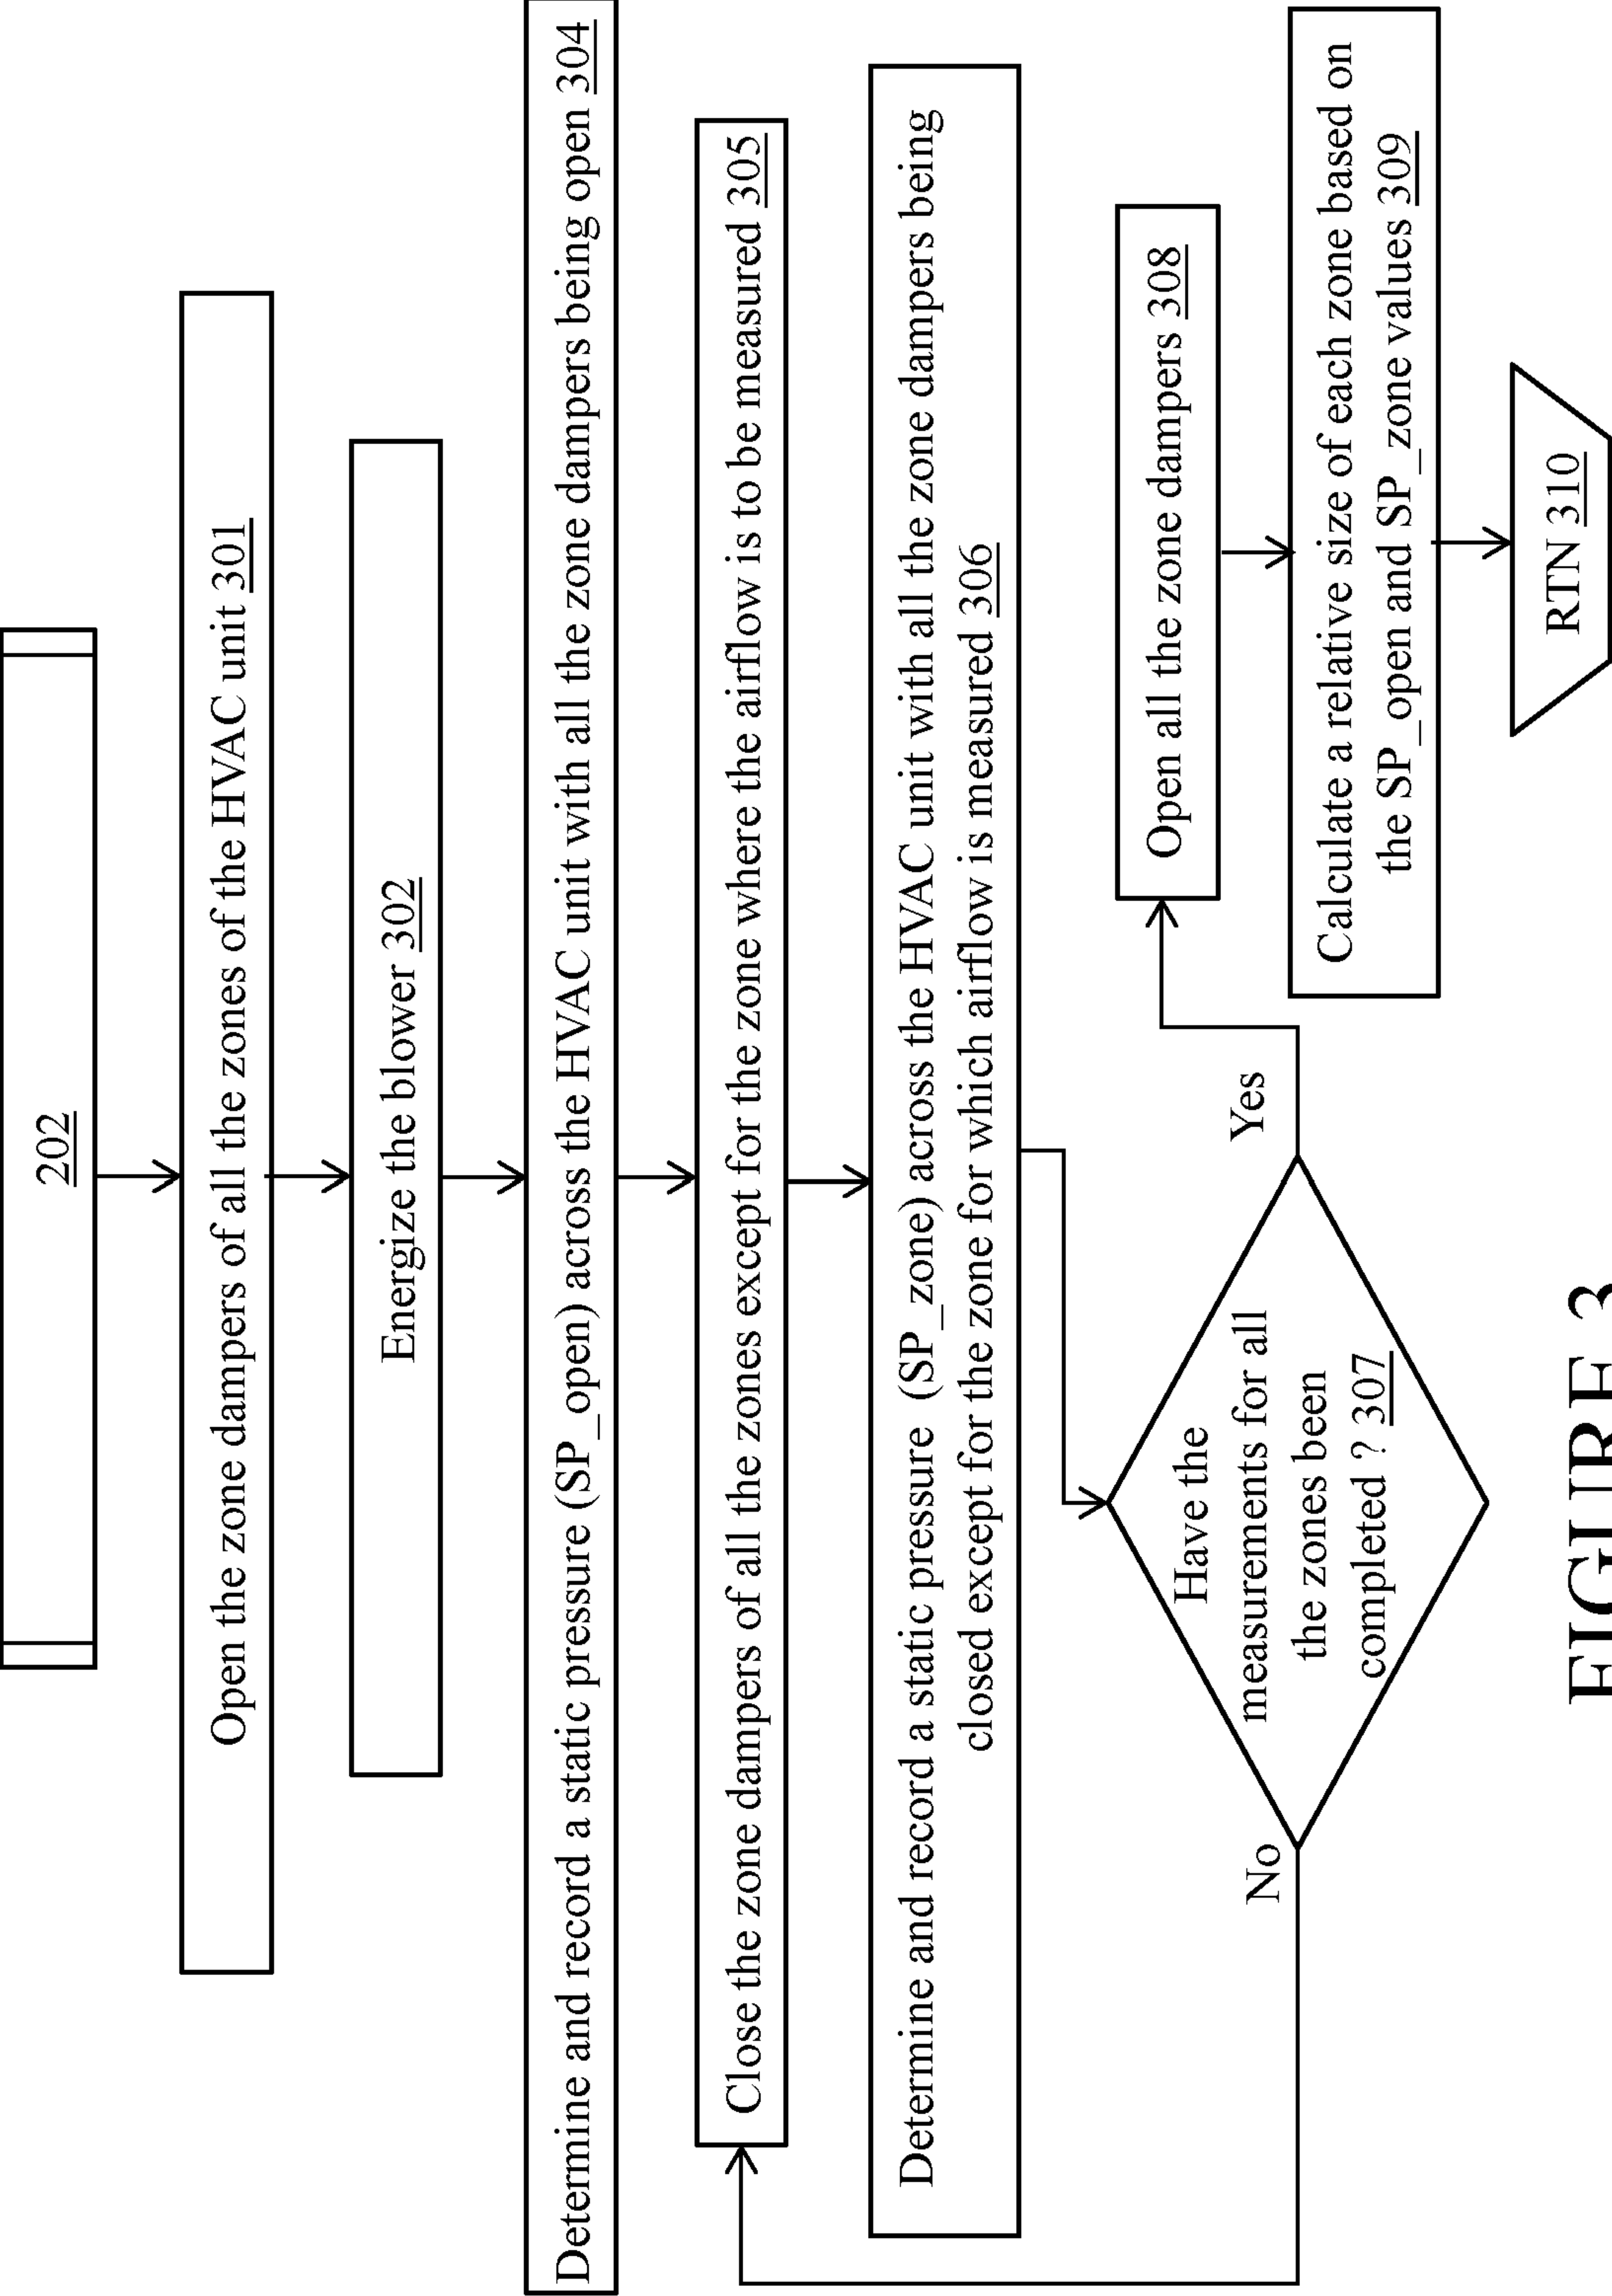 202
Open the zone dampers of all the zones of the HVAC unit 301
Energize the blower 302
Determine and record a static pressure (SP_open) across the HVAC unit with all the zone dampers being open 304
Close the zone dampers of all the zones except for the zone where the airflow is to be measured 305
Determine and record a static pressure (SP_zone) across the HVAC unit with all the zone dampers being
closed except for the zone for which airflow is measured 306
Have the
measurements for all
the zones been
completed ? 307
No
Yes
Open all the zone dampers 308
Calculate a relative size of each zone based on
the SP_open and SP_zone values 309
RTN 310
FIGURE 3